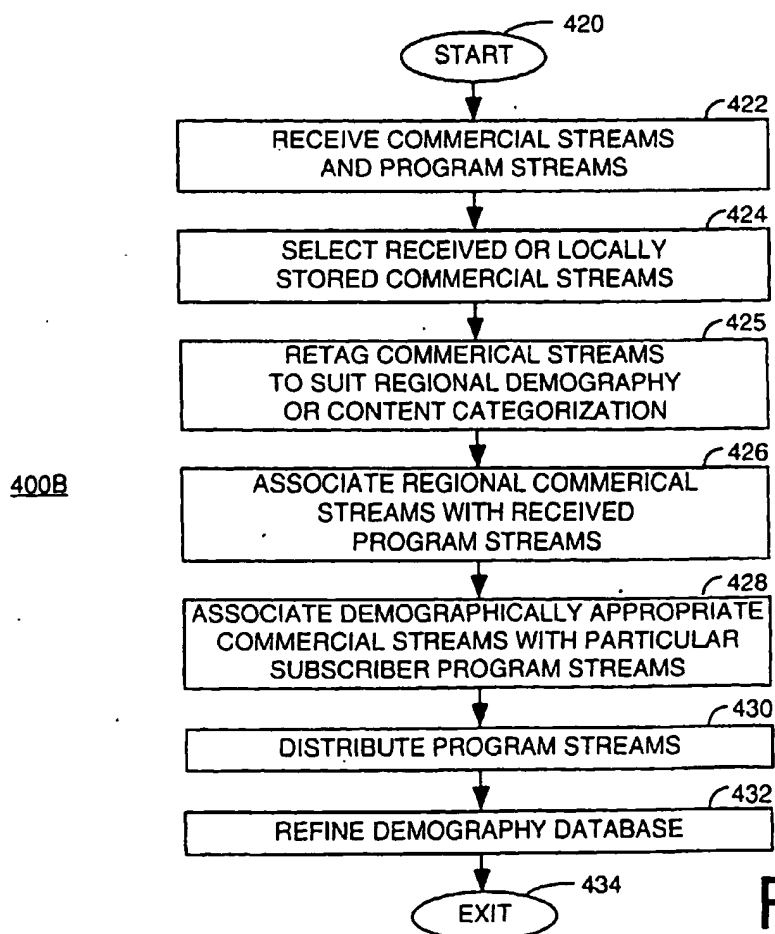 420
START
422
RECEIVE COMMERCIAL STREAMS
AND PROGRAM STREAMS
424
SELECT RECEIVED OR LOCALLY
STORED COMMERCIAL STREAMS
425
RETAG COMMERICAL STREAMS
TO SUIT REGIONAL DEMOGRAPHY
OR CONTENT CATEGORIZATION
400B
426
ASSOCIATE REGIONAL COMMERICAL
STREAMS WITH RECEIVED
PROGRAM STREAMS
428
ASSOCIATE DEMOGRAPHICALLY APPROPRIATE
COMMERCIAL STREAMS WITH PARTICULAR
SUBSCRIBER PROGRAM STREAMS
430
DISTRIBUTE PROGRAM STREAMS
432
REFINE DEMOGRAPHY DATABASE
434
EXIT